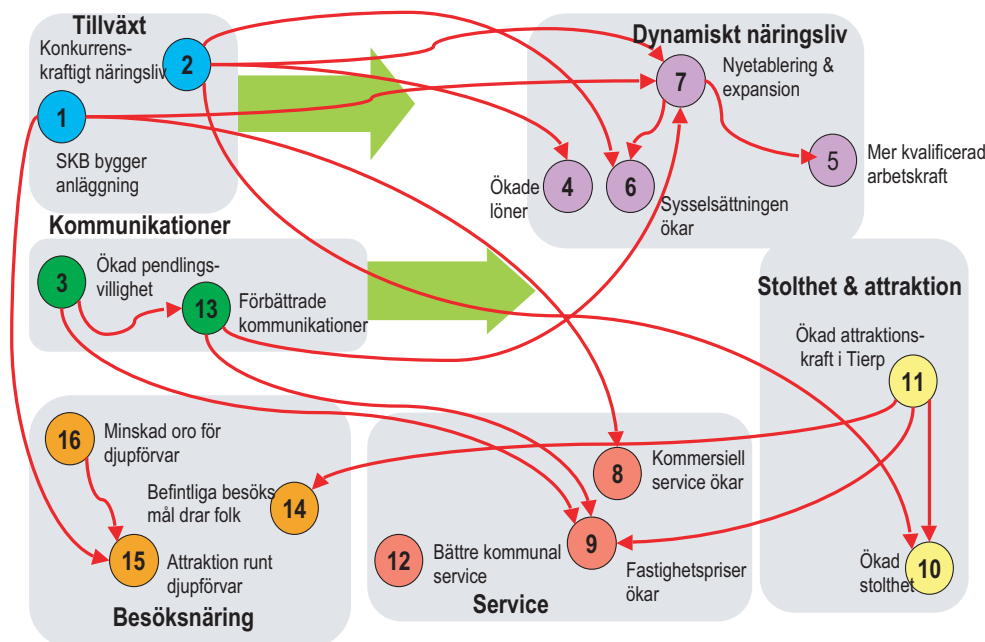 Tillväxt
Konkurrens-
kraftigt näringsliv
2
1
SKB bygger
anläggning
Dynamiskt näringsliv
7
Nyetablering &
expansion
5
Mer kvalificerad
arbetskraft
Ökade
löner
4
6
Sysselsättningen
ökar
Kommunikationer
3
Ökad pendlings-
villighet
13
Förbättrade
kommunikationer
Stolthet & attraktion
Ökad attraktions-
kraft i Tierp
11
Ökad
stolthet
10
16
Minskad oro för
djupförvar
Befintliga besöks
mål drar folk
14
15
Attraktion runt
djupförvar
Besöksnäring
8
Kommersiell
service ökar
9
Fastighetspriser
ökar
12
Bättre kommunal
service
Service